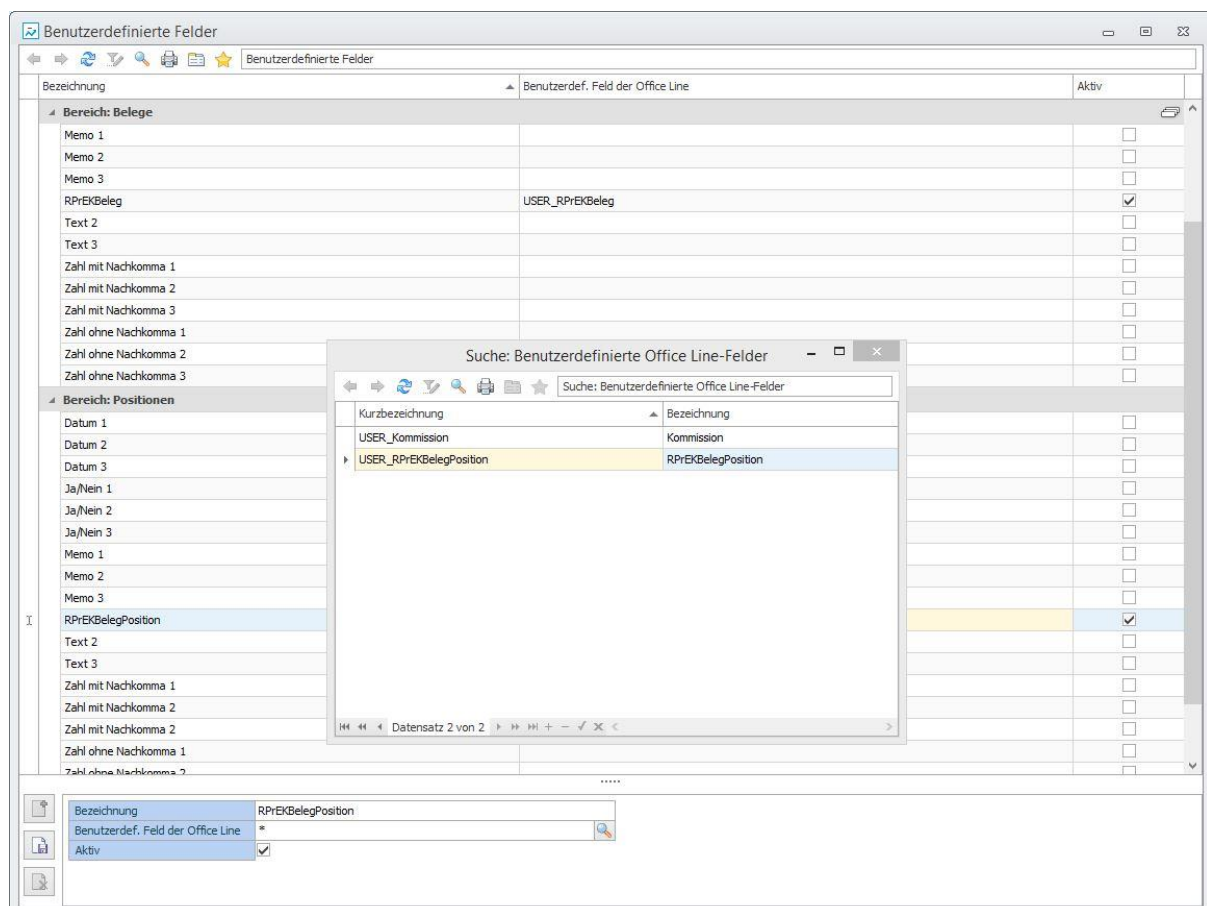 Benutzerdefinierte Felder
Benutzerdefinierte Felder
Bezeichnung Benutzerdef. Feld der Office Line Aktiv
Bereich: Belege
Memo 1
Memo 2
Memo 3
RPrEKBeleg USER_RPrEKBeleg
Text 2
Text 3
Zahl mit Nachkomma 1
Zahl mit Nachkomma 2
Zahl mit Nachkomma 3
Zahl ohne Nachkomma 1
Zahl ohne Nachkomma 2
Zahl ohne Nachkomma 3
Bereich: Positionen
Datum 1
Datum 2
Datum 3
Ja/Nein 1
Ja/Nein 2
Ja/Nein 3
Memo 1
Memo 2
Memo 3
RPrEKBelegPosition
Text 2
Text 3
Zahl mit Nachkomma 1
Zahl mit Nachkomma 2
Zahl mit Nachkomma 2
Zahl ohne Nachkomma 1
Zahl ohne Nachkomma 2
Suche: Benutzerdefinierte Office Line-Felder
Suche: Benutzerdefinierte Office Line-Felder
Kurzbezeichnung Bezeichnung
USER_Kommission Kommission
USER_RPrEKBelegPosition RPrEKBelegPosition
Datensatz 2 von 2
Bezeichnung RPrEKBelegPosition
Benutzerdef. Feld der Office Line *
Aktiv